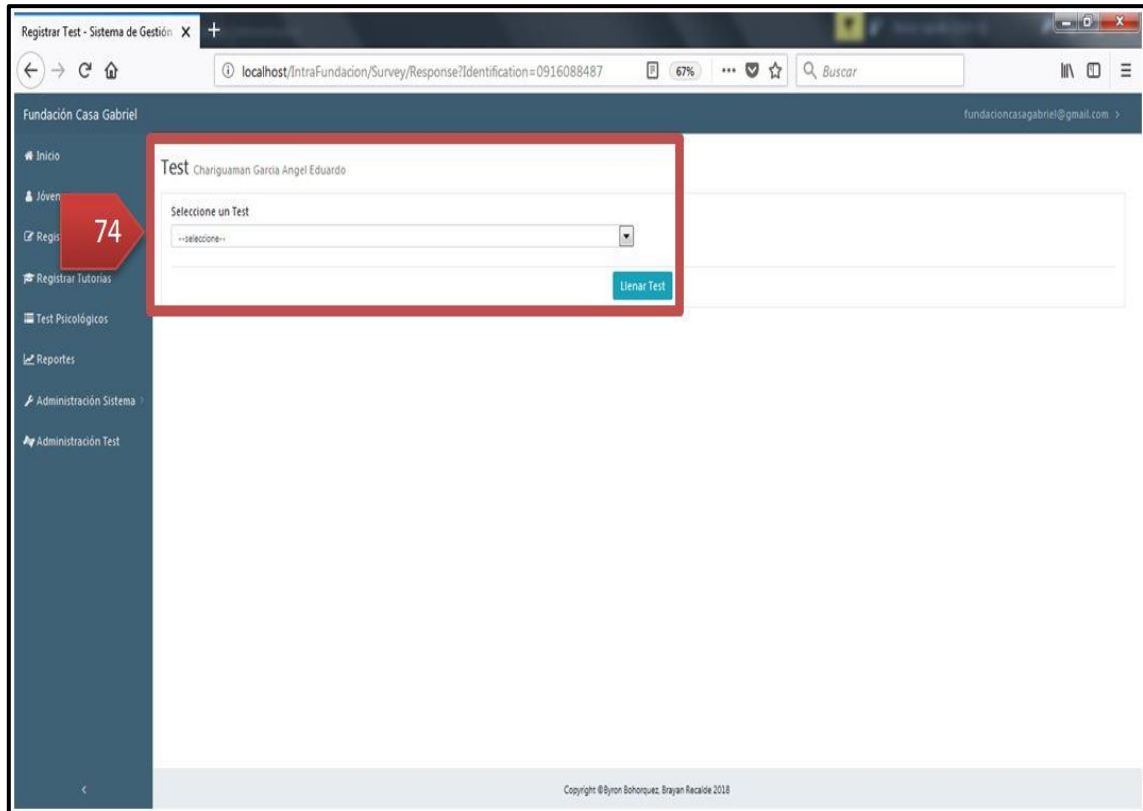 Registrar Test - Sistema de Gestión
localhost/IntraFundacion/Survey/Response?Identification=0916088487
67%
Buscar
Fundación Casa Gabriel
fundacioncasagabriel@gmail.com
Inicio
Test Chariguaman Garcia Angel Eduardo
Jóven
Seleccione un Test
74
Regis
--seleccione--
Registrar Tutorias
Llenar Test
Test Psicológicos
Reportes
Administración Sistema
Administración Test
Copyright ©Byron Bohorquez, Brayan Recalde 2018